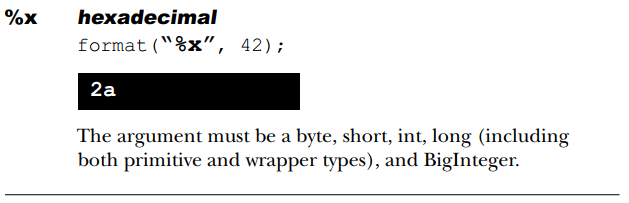 %x hexadecimal
format(“%x”, 42);
2a
The argument must be a byte, short, int, long (including
both primitive and wrapper types), and BigInteger.